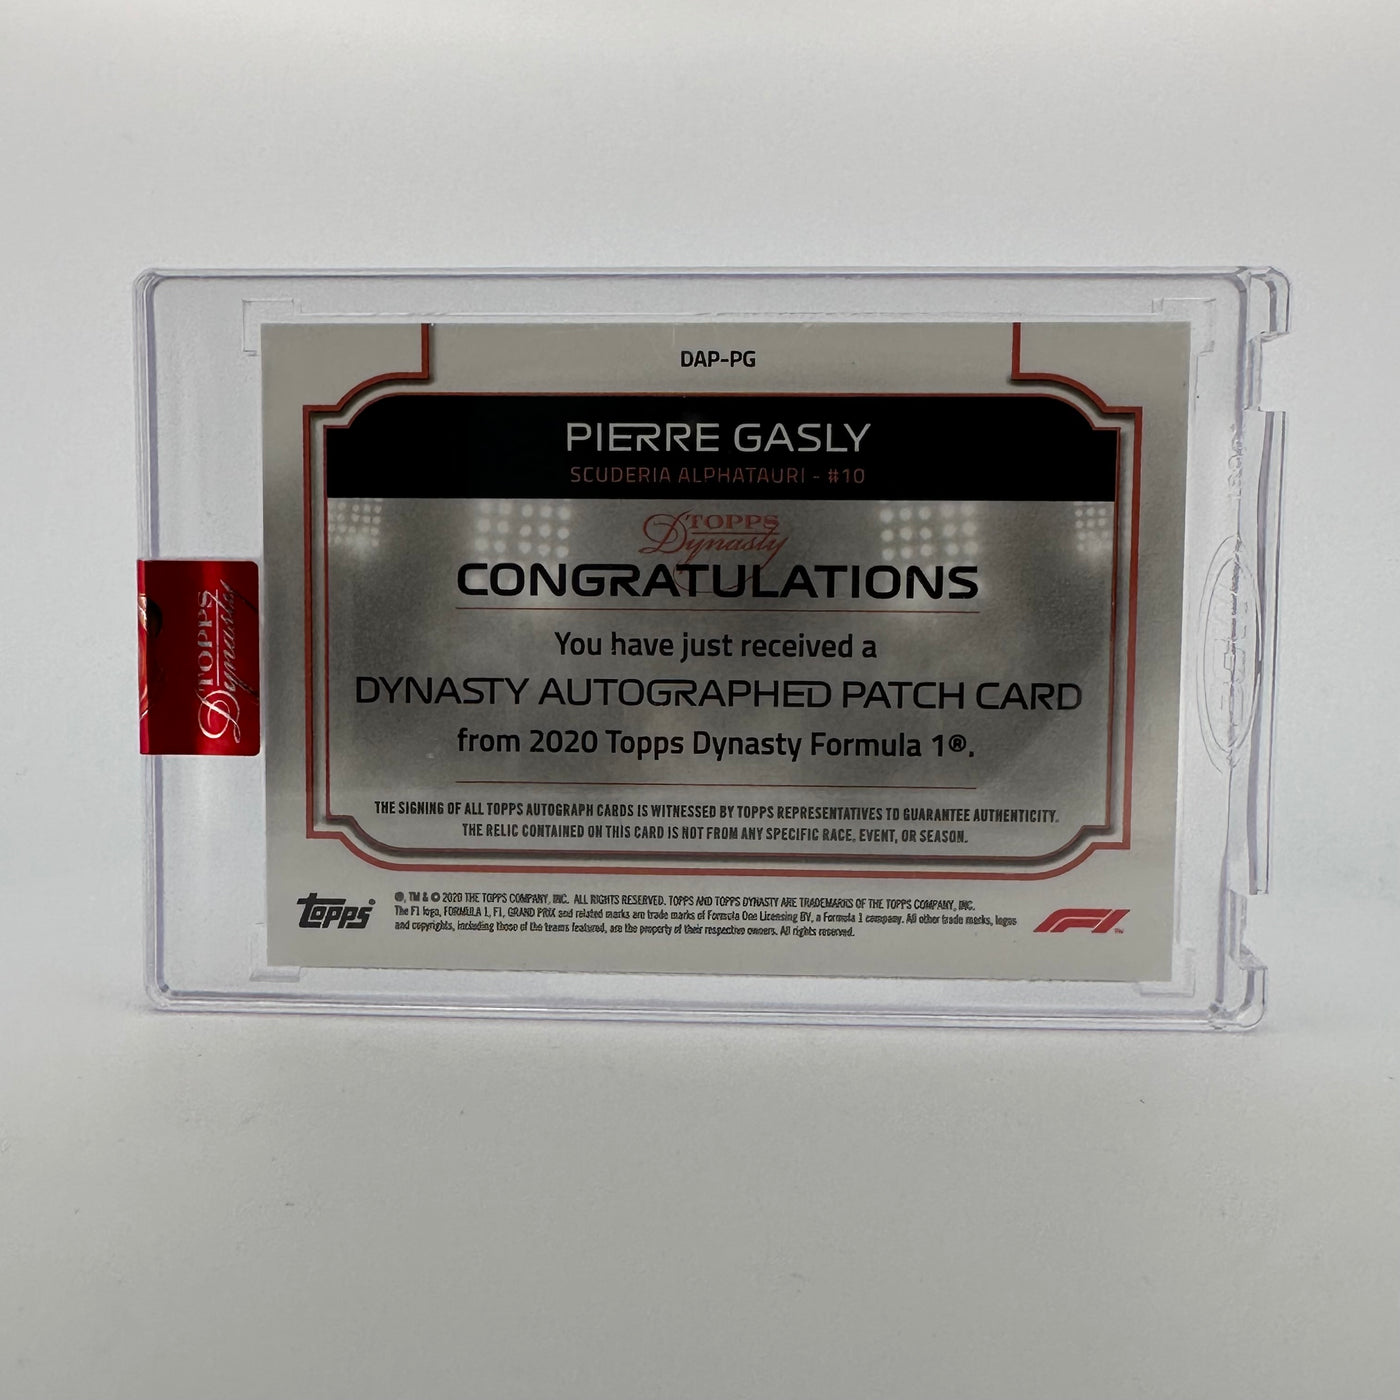 DAP-PG
PIERRE GASLY
SCUDERIA ALPHATAURI - #10
TOPPS
Dynasty
CONGRATULATIONS
You have just received a
DYNASTY AUTOGRAPHED PATCH CARD
from 2020 Topps Dynasty Formula 1®.
THE SIGNING OF ALL TOPPS AUTOGRAPH CARDS IS WITNESSED BY TOPPS REPRESENTATIVES TO GUARANTEE AUTHENTICITY.
THE RELIC CONTAINED ON THIS CARD IS NOT FROM ANY SPECIFIC RACE, EVENT, OR SEASON.
topps
®, TM & © 2020 THE TOPPS COMPANY, INC. ALL RIGHTS RESERVED. TOPPS AND TOPPS DYNASTY ARE TRADEMARKS OF THE TOPPS COMPANY, INC.
The F1 logo, FORMULA 1, F1, GRAND PRIX and related marks are trade marks of Formula One Licensing BV, a Formula 1 company. All other trade marks, logos
and copyrights, including those of the teams featured, are the property of their respective owners. All rights reserved.
F1
TOPPS
Dynasty